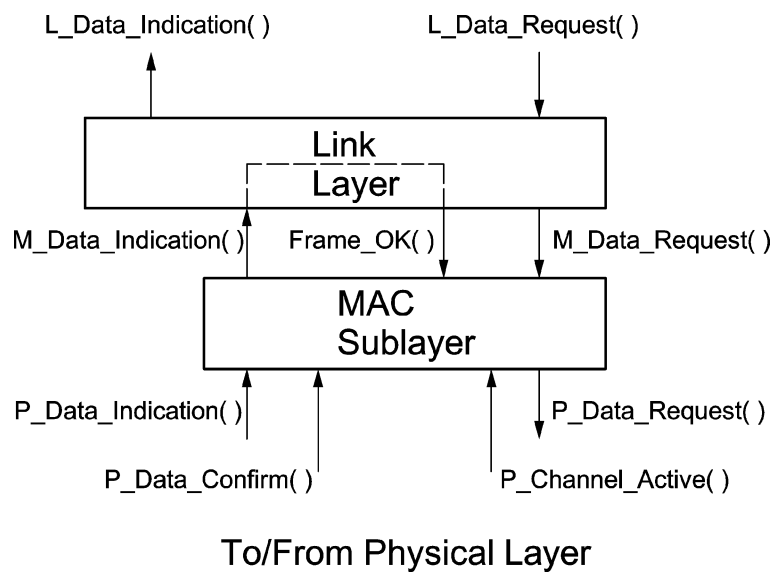 L_Data_Indication( )
L_Data_Request( )
Link
Layer
M_Data_Indication( )
Frame_OK( )
M_Data_Request( )
MAC
Sublayer
P_Data_Indication( )
P_Data_Request( )
P_Data_Confirm( )
P_Channel_Active( )
To/From Physical Layer